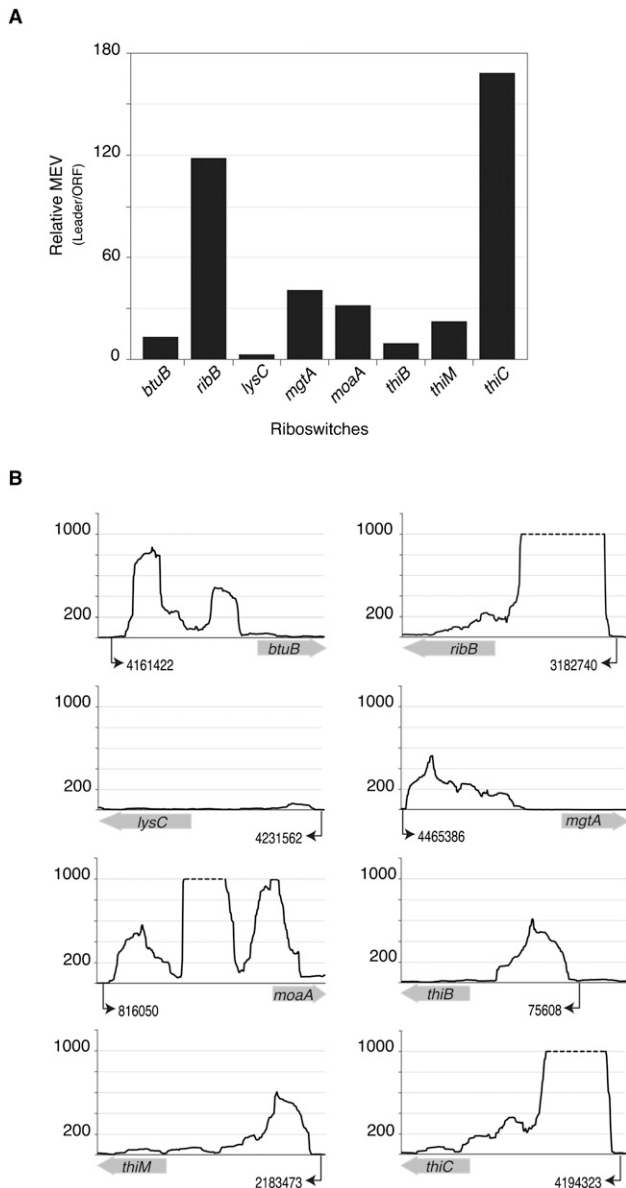 A
180
120
60
0
Relative MEV
(Leader/ORF)
btuB ribB lysC mgtA moaA thiB thiM thiC
Riboswitches
B
1000
200
btuB
4161422
1000
200
ribB
3182740
1000
200
lysC
4231562
1000
200
mgtA
4465386
1000
200
moaA
816050
1000
200
thiB
75608
1000
200
thiM
2183473
1000
200
thiC
4194323